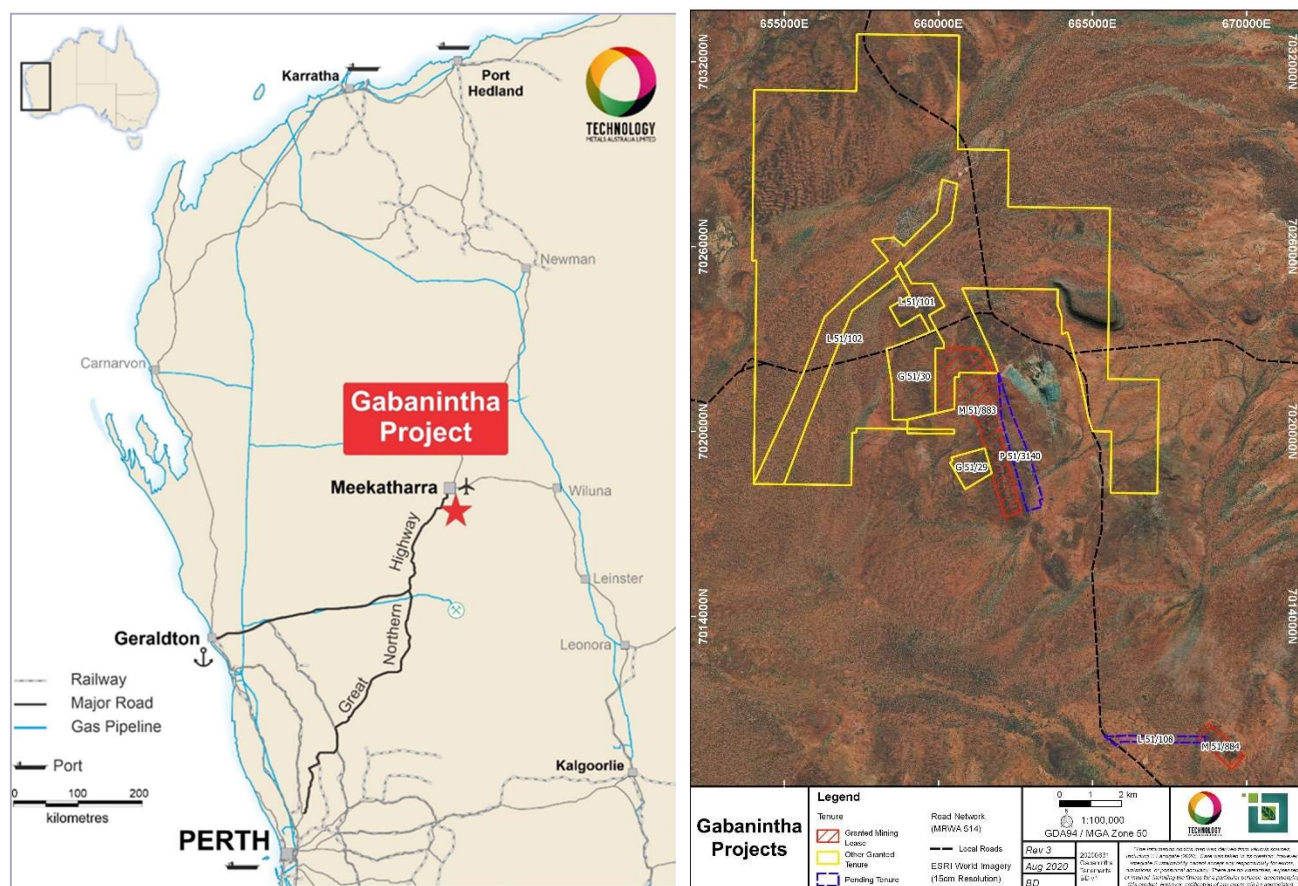 TECHNOLOGY
METALS AUSTRALIA LIMITED
Karratha
Port
Hedland
Newman
Carnarvon
Gabanintha
Project
Meekatharra
Wiluna
Highway
Northern
Great
Leinster
Leonora
Geraldton
Kalgoorlie
PERTH
Railway
Major Road
Gas Pipeline
Port
0 100 200
kilometres
655000E
660000E
665000E
670000E
7032000N
7032000N
7026000N
7026000N
7020000N
7020000N
7014000N
7014000N
L 51/101
L 51/102
G 51/30
M 51/883
P 51/3140
G 51/29
L 51/108
M 51/884
Gabanintha
Projects
Legend
Tenure
Granted Mining
Lease
Other Granted
Tenure
Pending Tenure
Road Network
(MRWA 514)
Local Roads
ESRI World Imagery
(15cm Resolution)
0 1 2 km
1:100,000
GDA94 / MGA Zone 50
Rev 3
Aug 2020
BD
Gabanintha
TECHNOLOGY